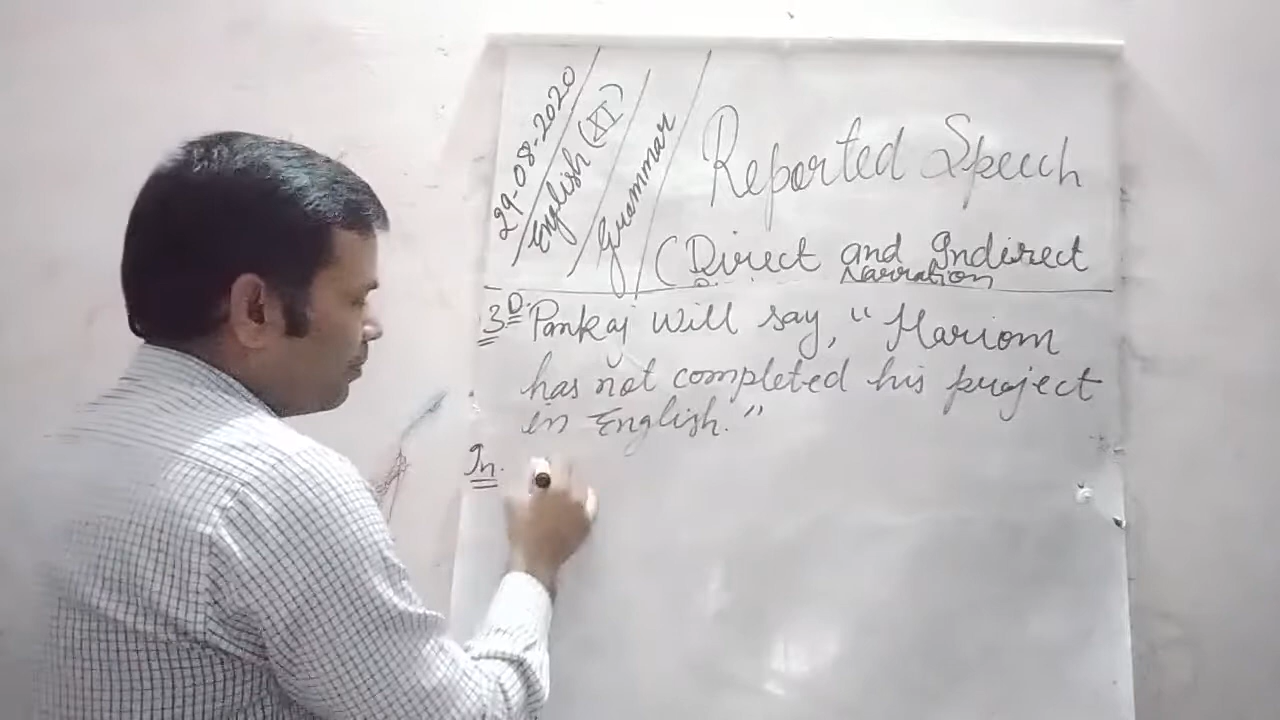 29-08-2020
English (XI)
Grammar
Reported Speech
(Direct and Indirect
Narration
3 D. Pankaj will say, "Hariom
has not completed his project
in English."
In.